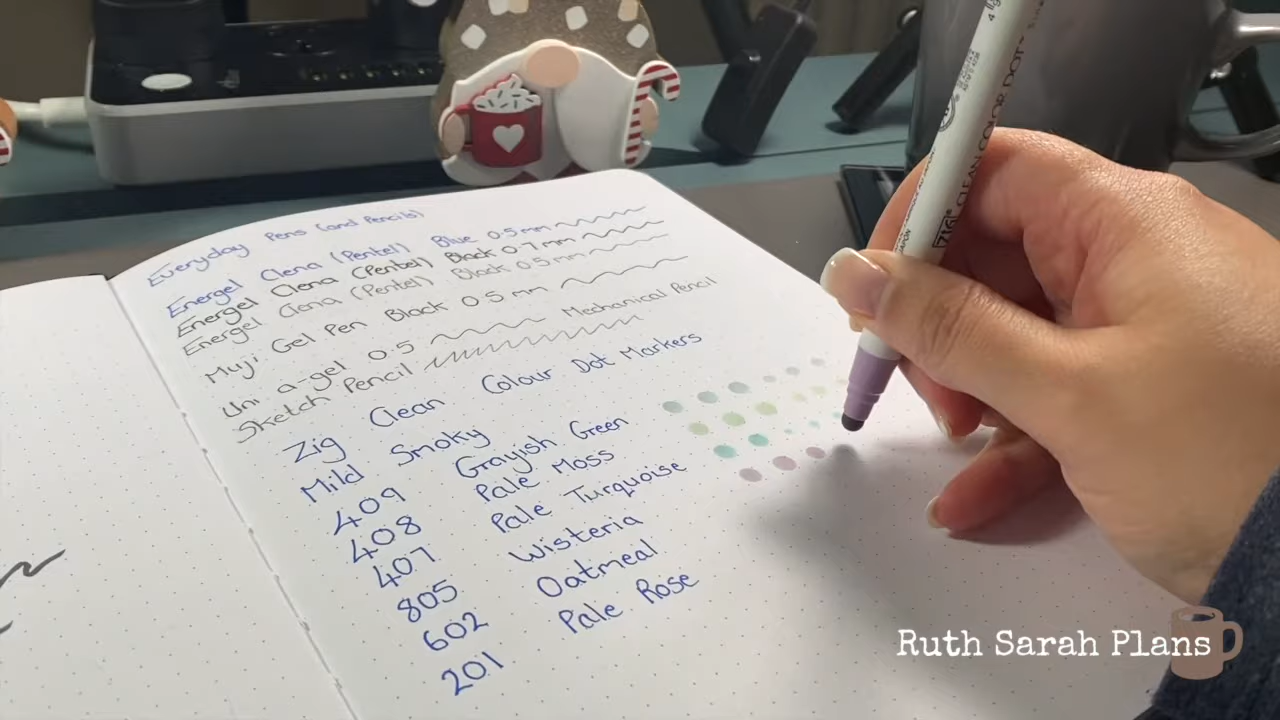 Everyday Pens (and Pencils)
Energel Clena (Pentel) Blue 0.5mm
Energel Clena (Pentel) Black 0.7mm
Energel Clena (Pentel) Black 0.5mm
Muji Gel Pen Black 0.5mm
Uni a-gel 0.5
Sketch Pencil Mechanical Pencil
Zig Clean Colour Dot Markers
Mild Smoky
409 Grayish Green
408 Pale Moss
407 Pale Turquoise
805 Wisteria
602 Oatmeal
201 Pale Rose
ZIG CLEAN COLOR DOT
Ruth Sarah Plans